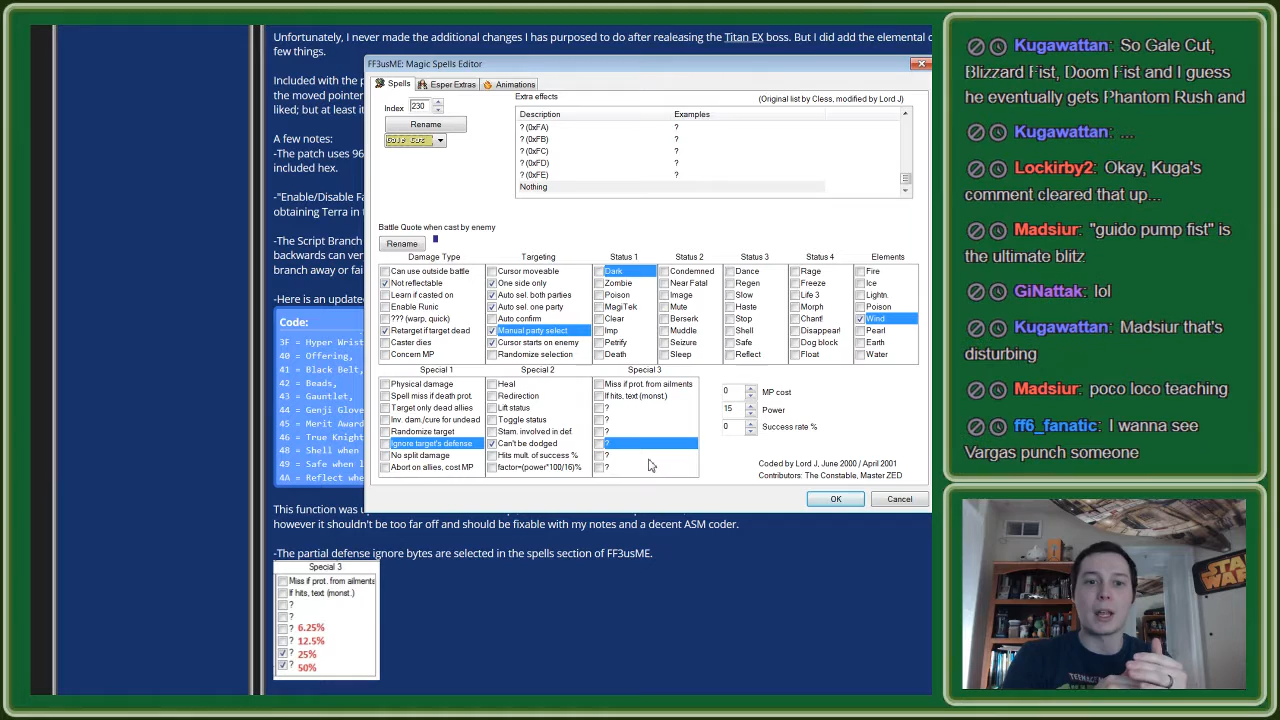 Unfortunately, I never made the additional changes I has purposed to do after realeasing the Titan EX boss. But I did add the elemental
few things.
Included with the p
the moved pointer
liked; but at least it
A few notes:
-The patch uses 96
included hex.
-"Enable/Disable Fa
obtaining Terra in t
-The Script Branch
backwards can ver
branch away or fai
-Here is an update
Code:
3F = Hyper Wrist
40 = Offering,
41 = Black Belt,
42 = Beads,
43 = Gauntlet,
44 = Genji Glove
45 = Merit Award
46 = True Knight
48 = Shell when
49 = Safe when l
4A = Reflect whe
This function was u
however it shouldn't be too far off and should be fixable with my notes and a decent ASM coder.
-The partial defense ignore bytes are selected in the spells section of FF3usME.
Special 3
Miss if prot. from ailments
If hits, text (monst.)
?
?
? 6.25%
? 12.5%
? 25%
? 50%
FF3usME: Magic Spells Editor
Spells Esper Extras Animations
Index 230
Rename
Gale Cut
Extra effects (Original list by Cless, modified by Lord J)
Description Examples
? (0xFA) ?
? (0xFB) ?
? (0xFC) ?
? (0xFD) ?
? (0xFE) ?
Nothing
Battle Quote when cast by enemy
Rename
Damage Type Targeting Status 1 Status 2 Status 3 Status 4 Elements
Can use outside battle Cursor moveable Dark Condemned Dance Rage Fire
Not reflectable One side only Zombie Near Fatal Regen Freeze Ice
Learn if casted on Auto sel. both parties Poison Image Slow Life 3 Lightn.
Enable Runic Auto sel. one party MagiTek Mute Haste Morph Poison
??? (warp, quick) Auto confirm Clear Berserk Stop Chant! Wind
Retarget if target dead Manual party select Imp Muddle Shell Disappear! Pearl
Caster dies Cursor starts on enemy Petrify Seizure Safe Dog block Earth
Concern MP Randomize selection Death Sleep Reflect Float Water
Special 1 Special 2 Special 3
Physical damage Heal Miss if prot. from ailments
Spell miss if death prot. Redirection If hits, text (monst.)
Target only dead allies Lift status ?
Inv. dam./cure for undead Toggle status ?
Randomize target Stam. involved in def. ?
Ignore target's defense Can't be dodged ?
No split damage Hits mult. of success % ?
Abort on allies, cost MP factor=(power*100/16)% ?
0 MP cost
15 Power
0 Success rate %
Coded by Lord J, June 2000 / April 2001
Contributors: The Constable, Master ZED
OK Cancel
Kugawattan: So Gale Cut,
Blizzard Fist, Doom Fist and I guess
he eventually gets Phantom Rush and
Kugawattan: ...
Lockirby2: Okay, Kuga's
comment cleared that up...
Madsiur: "guido pump fist" is
the ultimate blitz
GiNattak: lol
Kugawattan: Madsiur that's
disturbing
Madsiur: poco loco teaching
ff6_fanatic: I wanna see
Vargas punch someone
STAR
WA